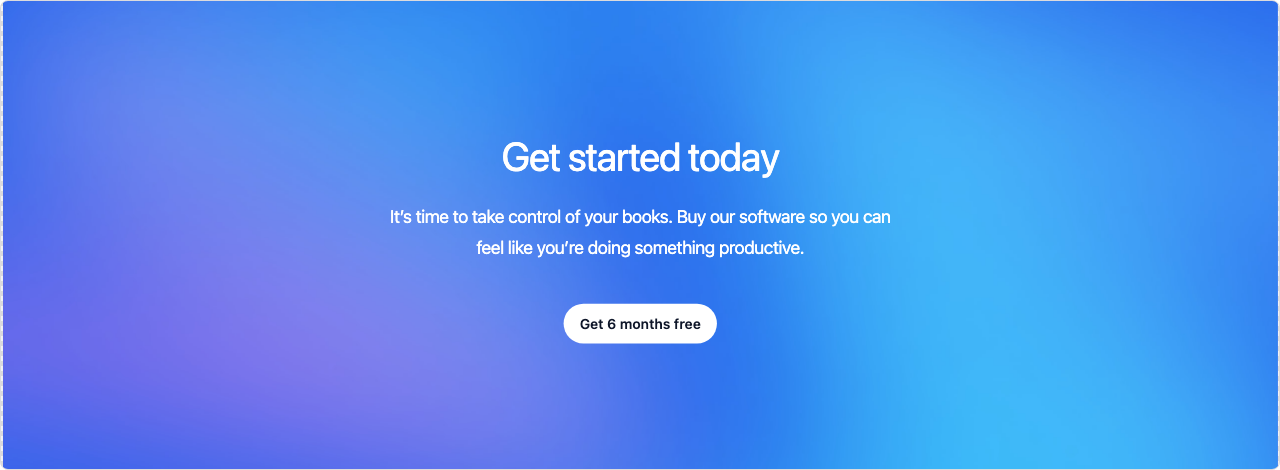 Get started today
It’s time to take control of your books. Buy our software so you can
feel like you’re doing something productive.
Get 6 months free